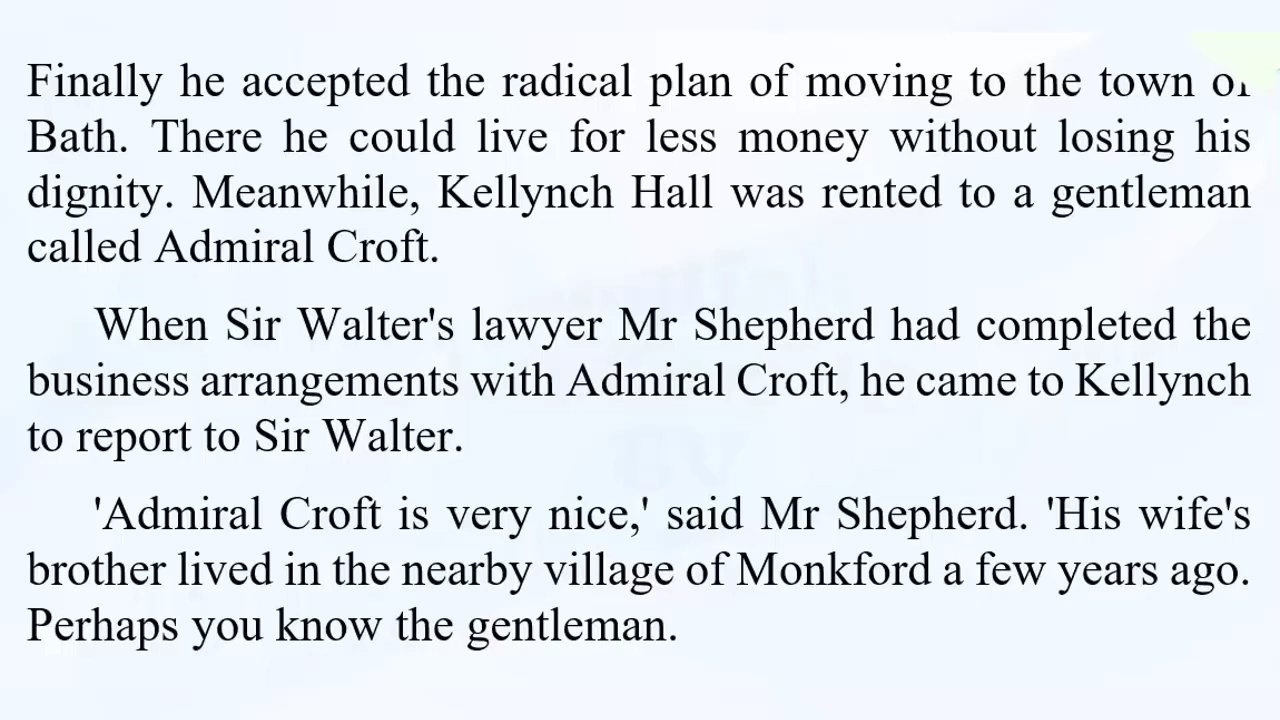 Finally he accepted the radical plan of moving to the town of
Bath. There he could live for less money without losing his
dignity. Meanwhile, Kellynch Hall was rented to a gentleman
called Admiral Croft.
When Sir Walter's lawyer Mr Shepherd had completed the
business arrangements with Admiral Croft, he came to Kellynch
to report to Sir Walter.
'Admiral Croft is very nice,' said Mr Shepherd. 'His wife's
brother lived in the nearby village of Monkford a few years ago.
Perhaps you know the gentleman.